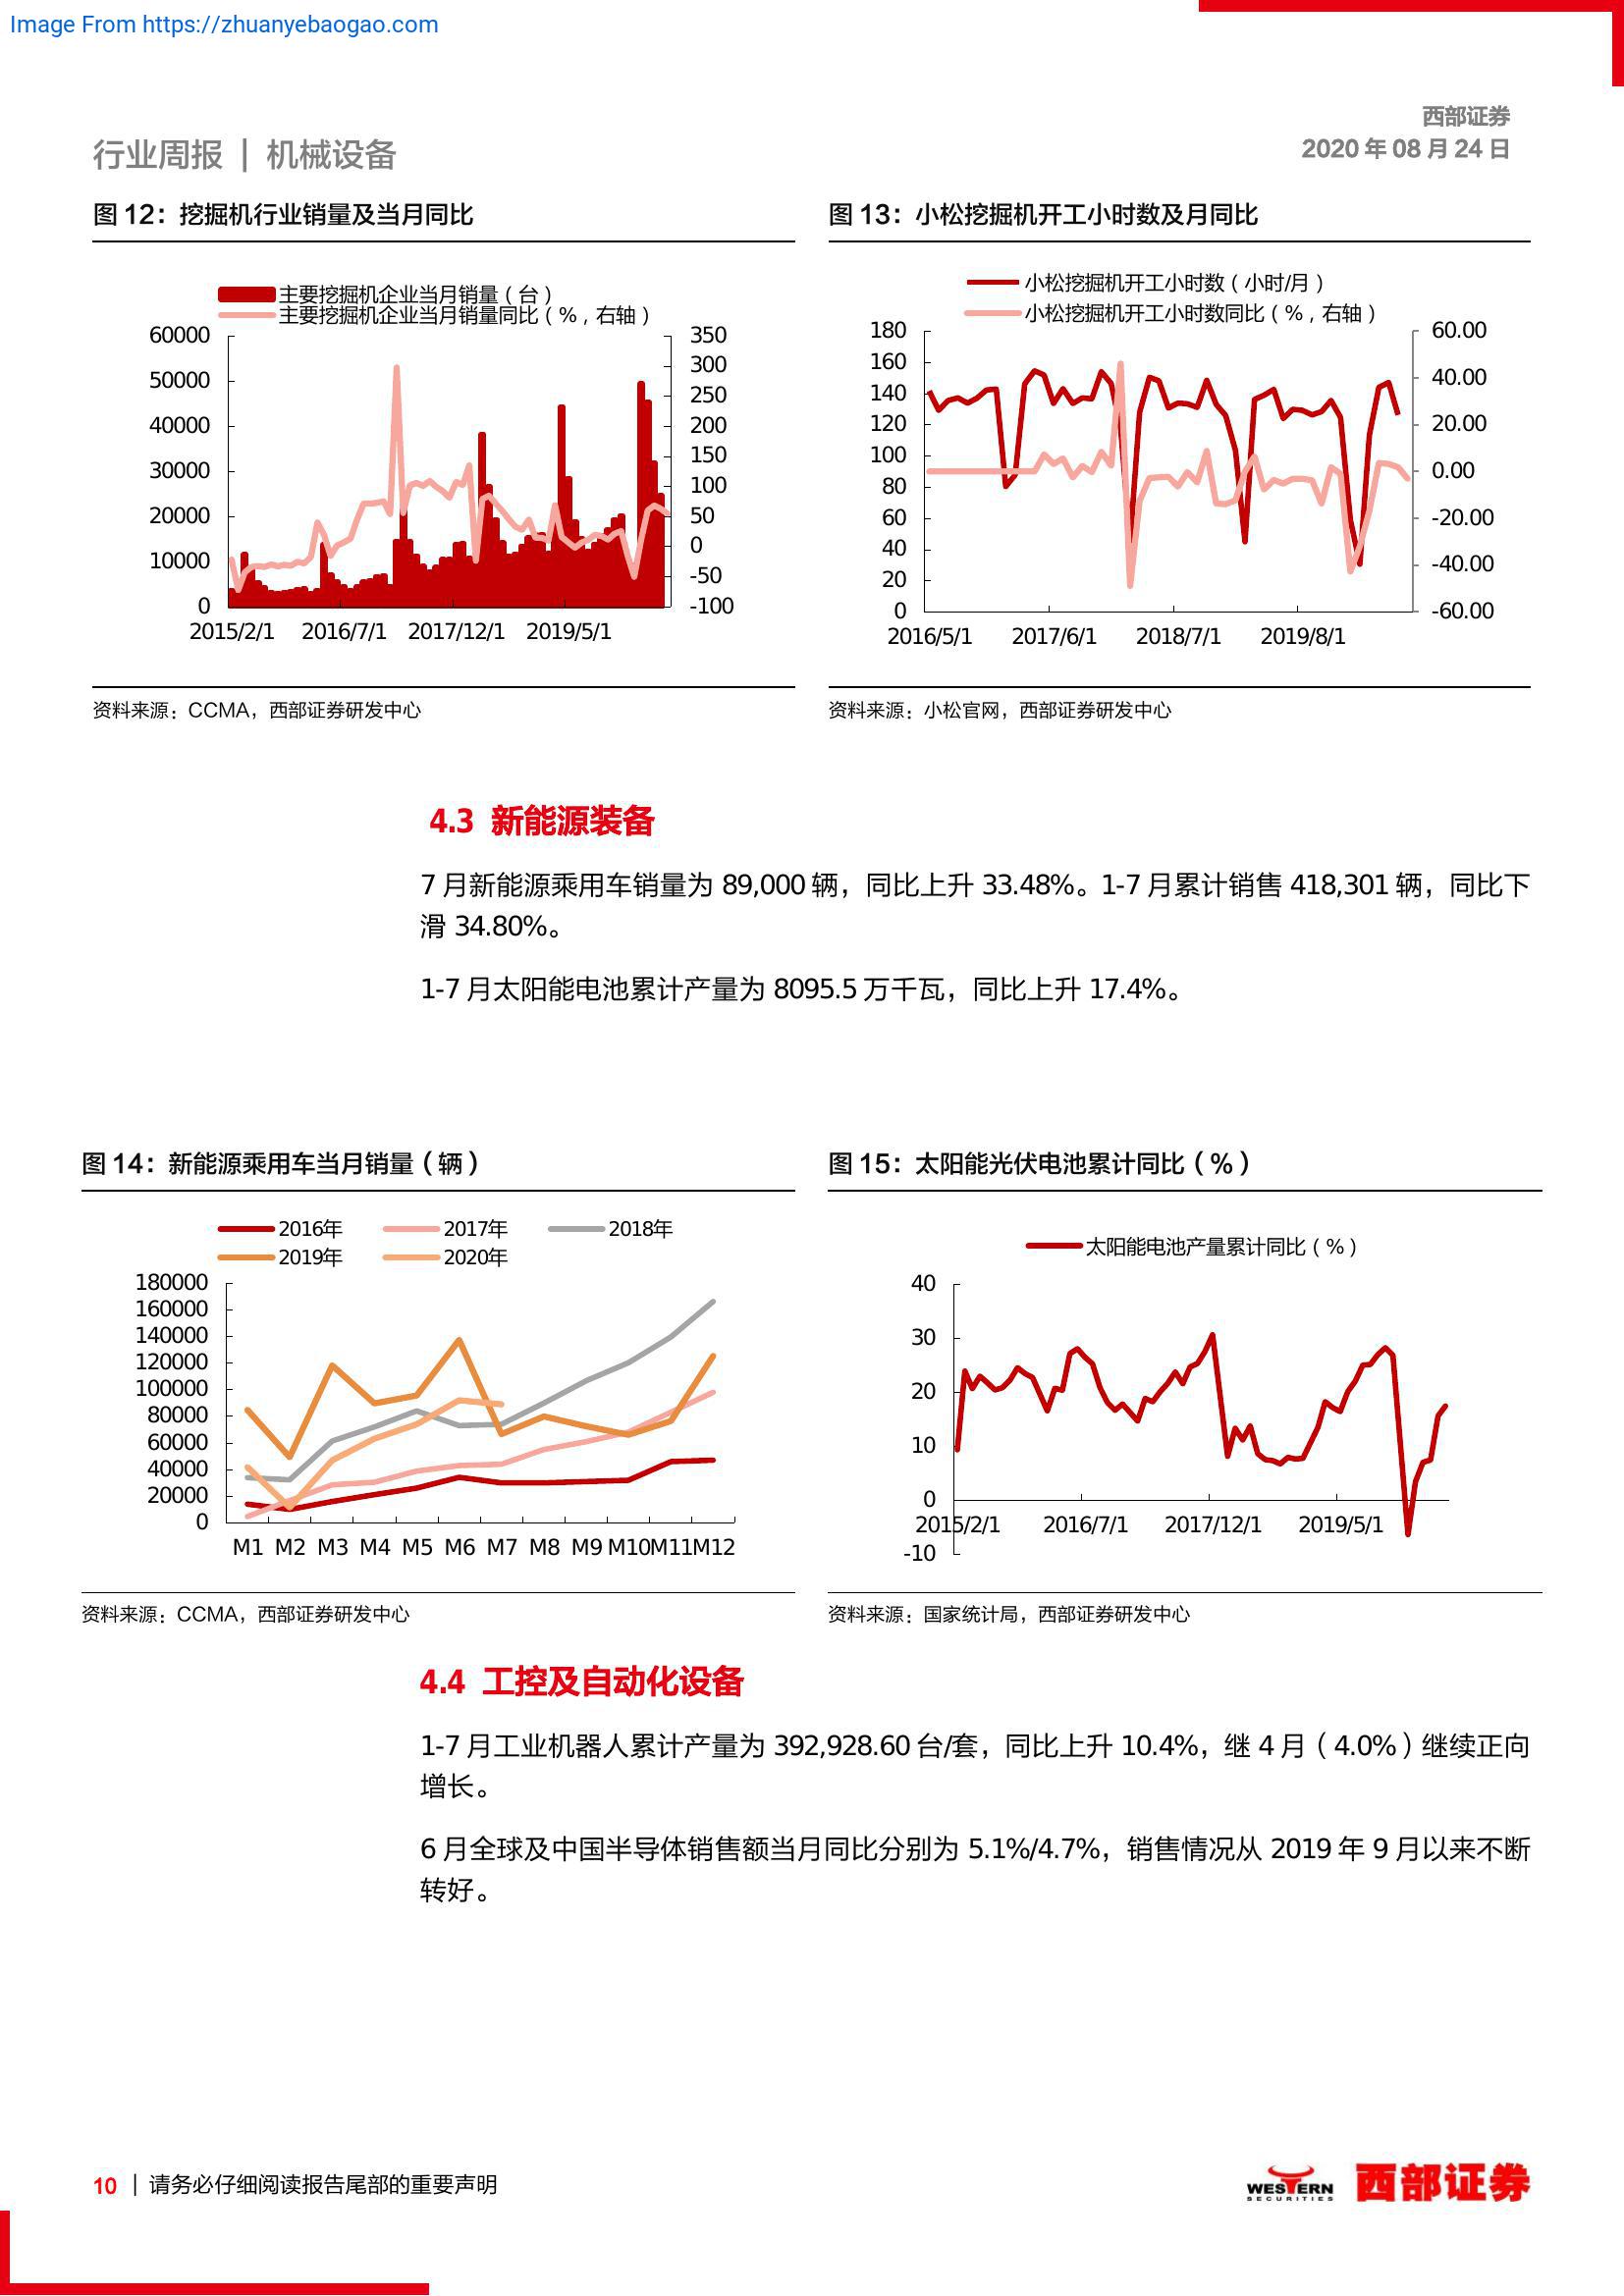 Image From https://zhuanyebaogao.com
西部证券
行业周报 | 机械设备
2020 年 08 月 24 日
图 12：挖掘机行业销量及当月同比
主要挖掘机企业当月销量（台）
主要挖掘机企业当月销量同比（%，右轴）
60000
50000
40000
30000
20000
10000
0
350
300
250
200
150
100
50
0
-50
-100
2015/2/1 2016/7/1 2017/12/1 2019/5/1
资料来源：CCMA，西部证券研发中心
图 13：小松挖掘机开工小时数及月同比
小松挖掘机开工小时数（小时/月）
小松挖掘机开工小时数同比（%，右轴）
180
160
140
120
100
80
60
40
20
0
60.00
40.00
20.00
0.00
-20.00
-40.00
-60.00
2016/5/1 2017/6/1 2018/7/1 2019/8/1
资料来源：小松官网，西部证券研发中心
4.3 新能源装备
7 月新能源乘用车销量为 89,000 辆，同比上升 33.48%。1-7 月累计销售 418,301 辆，同比下
滑 34.80%。
1-7 月太阳能电池累计产量为 8095.5 万千瓦，同比上升 17.4%。
图 14：新能源乘用车当月销量（辆）
2016年 2017年 2018年
2019年 2020年
180000
160000
140000
120000
100000
80000
60000
40000
20000
0
M1 M2 M3 M4 M5 M6 M7 M8 M9 M10 M11 M12
资料来源：CCMA，西部证券研发中心
图 15：太阳能光伏电池累计同比（%）
太阳能电池产量累计同比（%）
40
30
20
10
0
-10
2015/2/1 2016/7/1 2017/12/1 2019/5/1
资料来源：国家统计局，西部证券研发中心
4.4 工控及自动化设备
1-7 月工业机器人累计产量为 392,928.60 台/套，同比上升 10.4%，继 4 月（4.0%）继续正向
增长。
6 月全球及中国半导体销售额当月同比分别为 5.1%/4.7%，销售情况从 2019 年 9 月以来不断
转好。
10 | 请务必仔细阅读报告尾部的重要声明
WESTERN
SECURITIES
西部证券